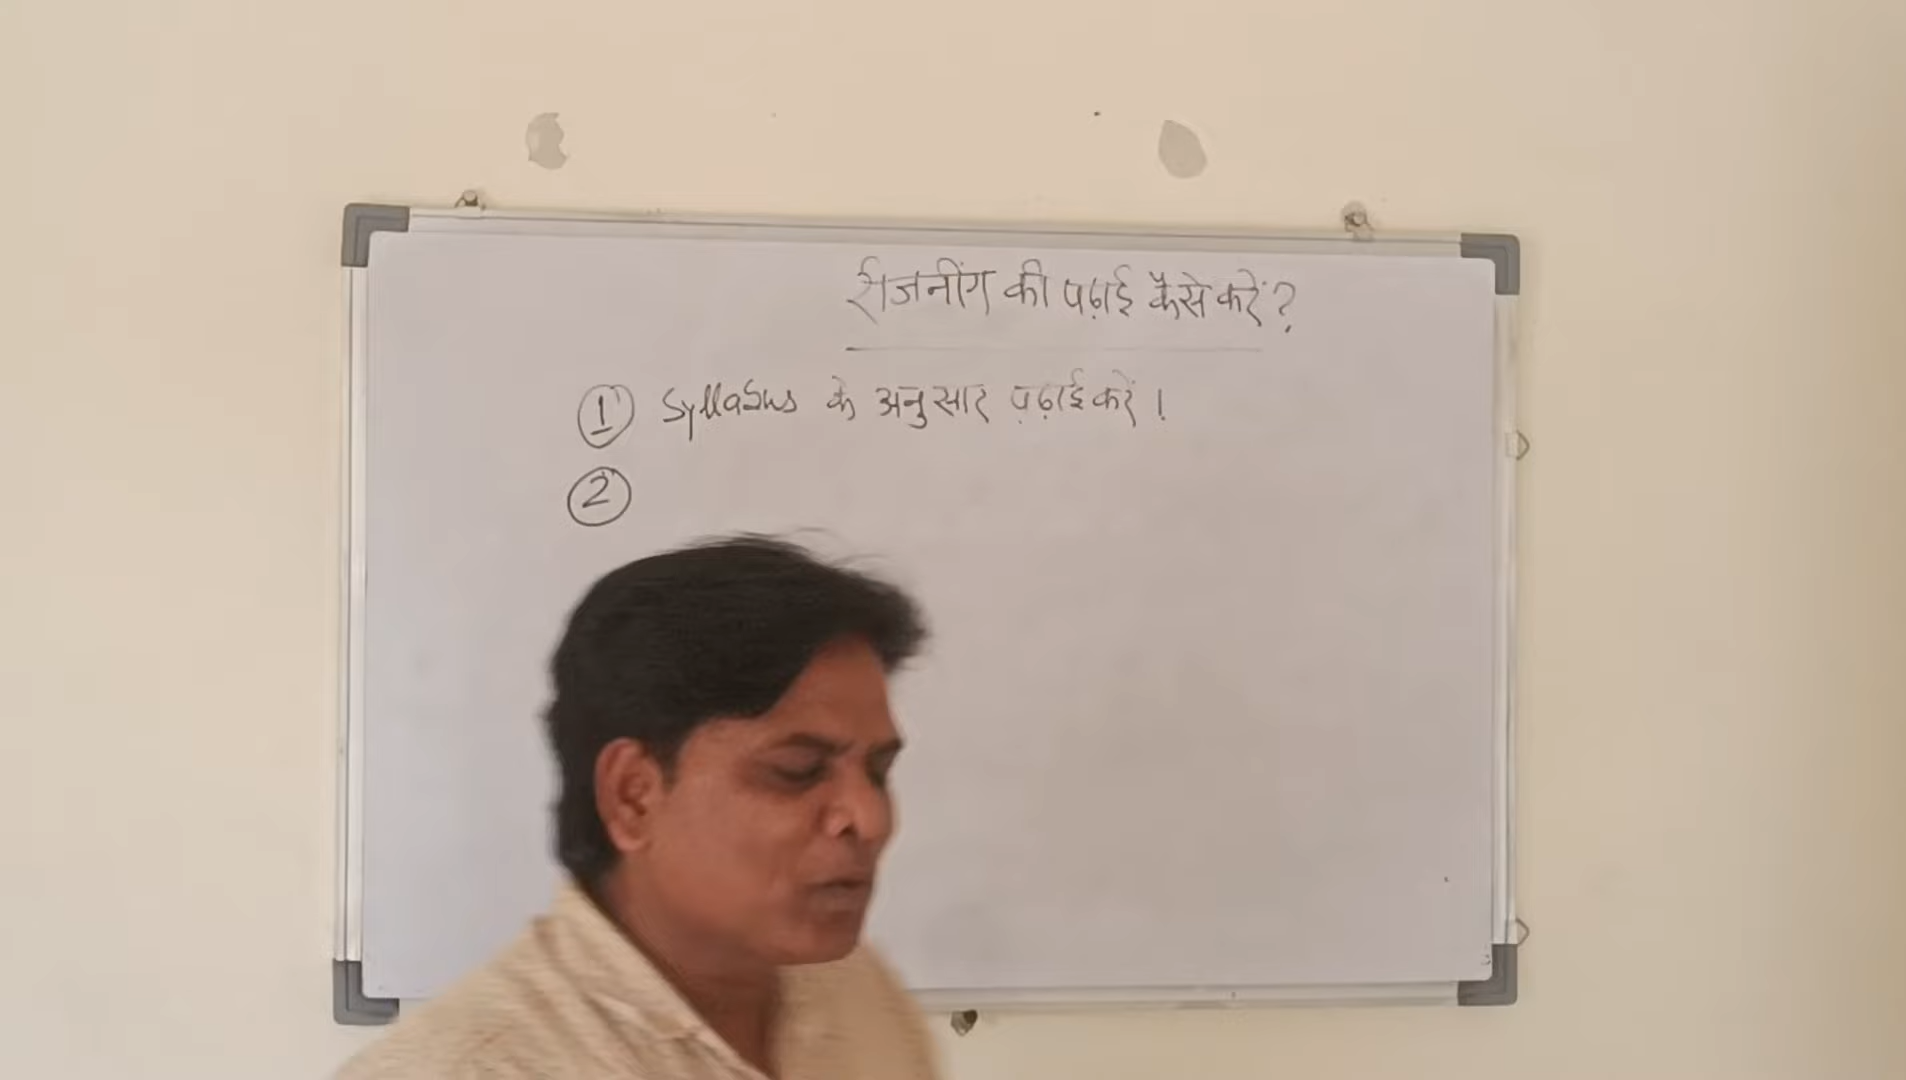 रीजनींग की पढ़ाई कैसे करें?
① Syllabus के अनुसार पढ़ाई करें ।
②